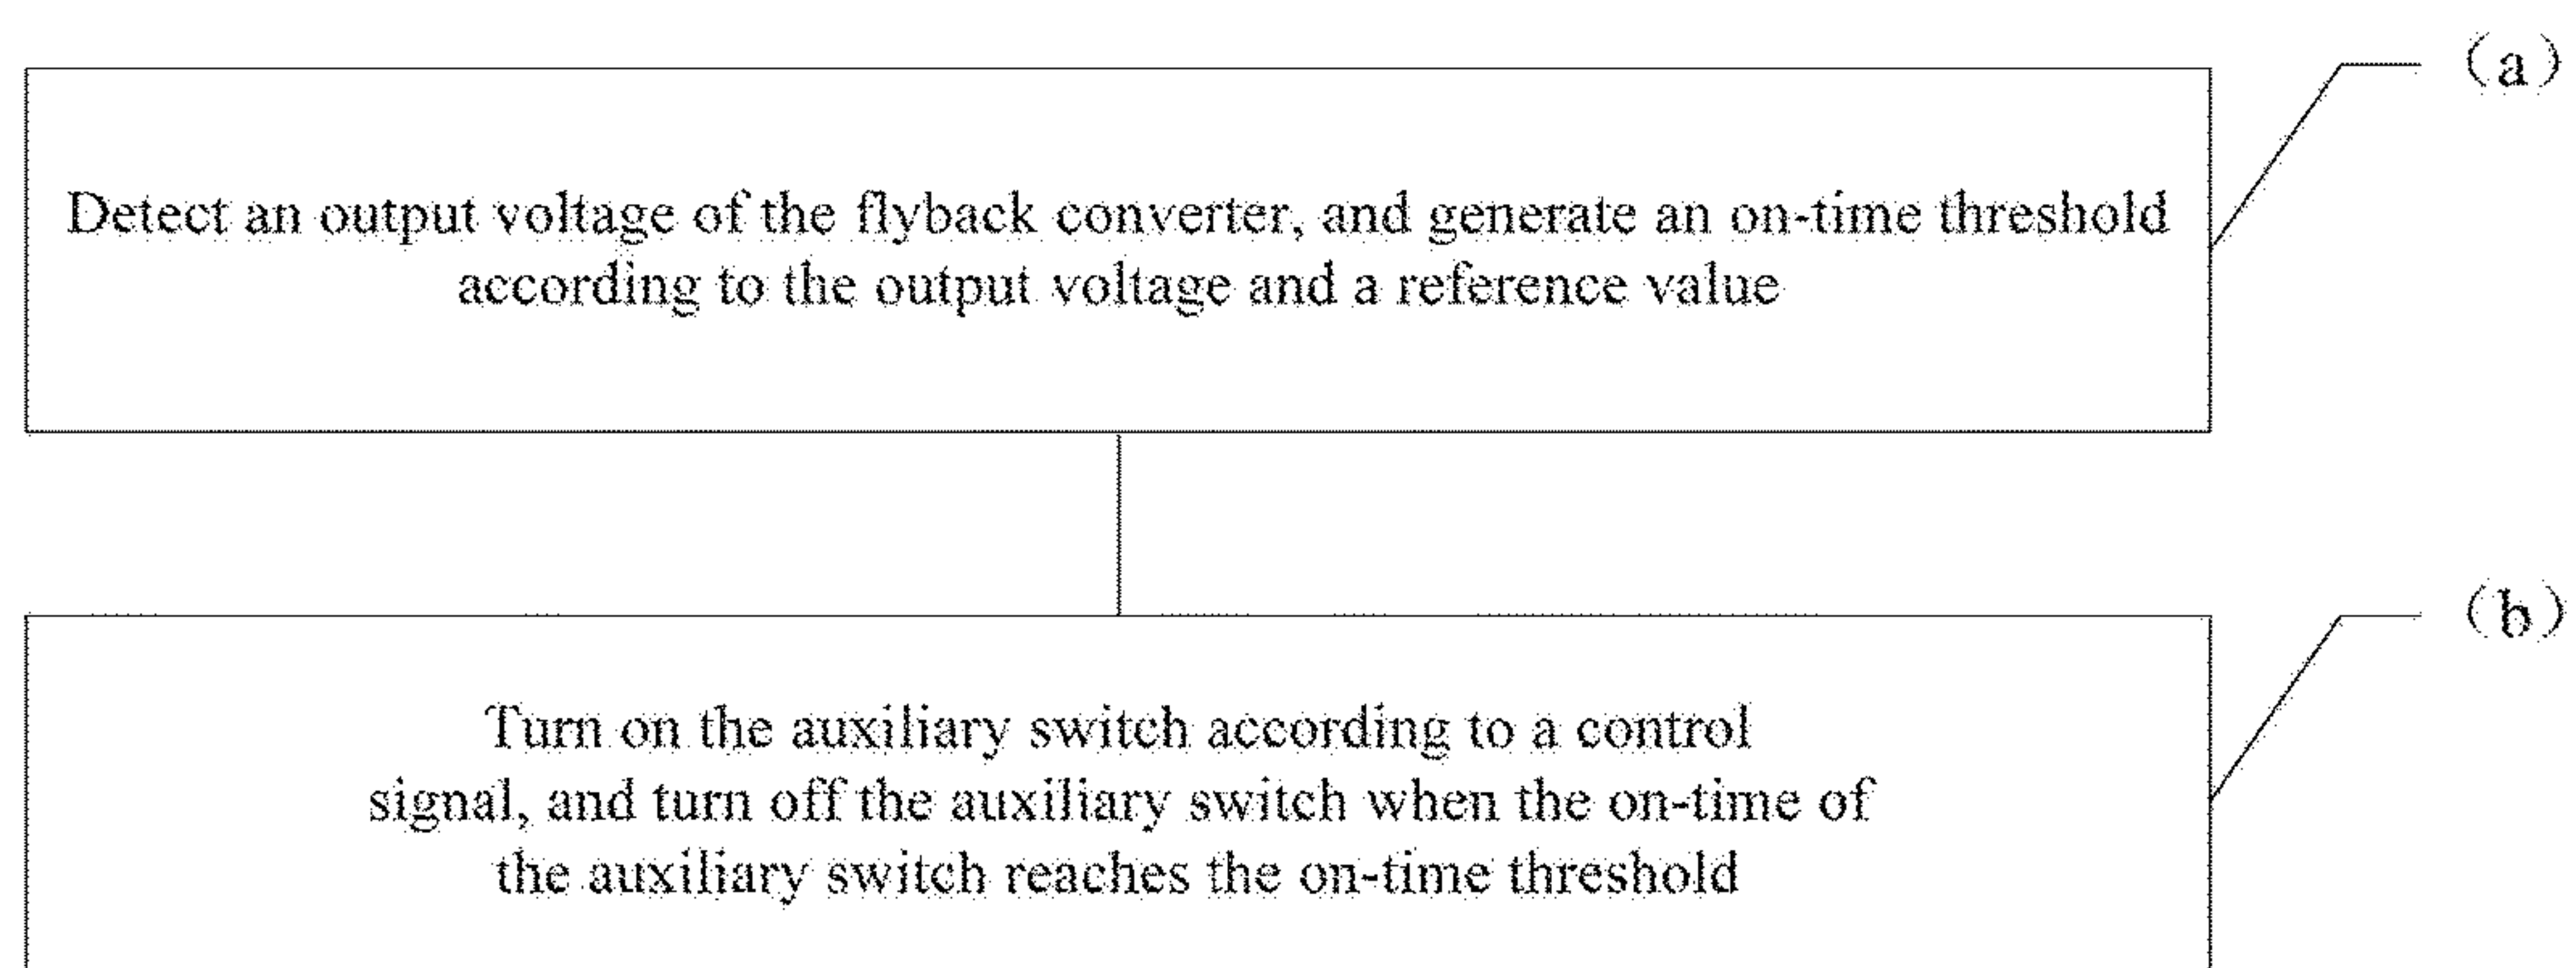 (a)
Detect an output voltage of the flyback converter, and generate an on-time threshold
according to the output voltage and a reference value
(b)
Turn on the auxiliary switch according to a control
signal, and turn off the auxiliary switch when the on-time of
the auxiliary switch reaches the on-time threshold